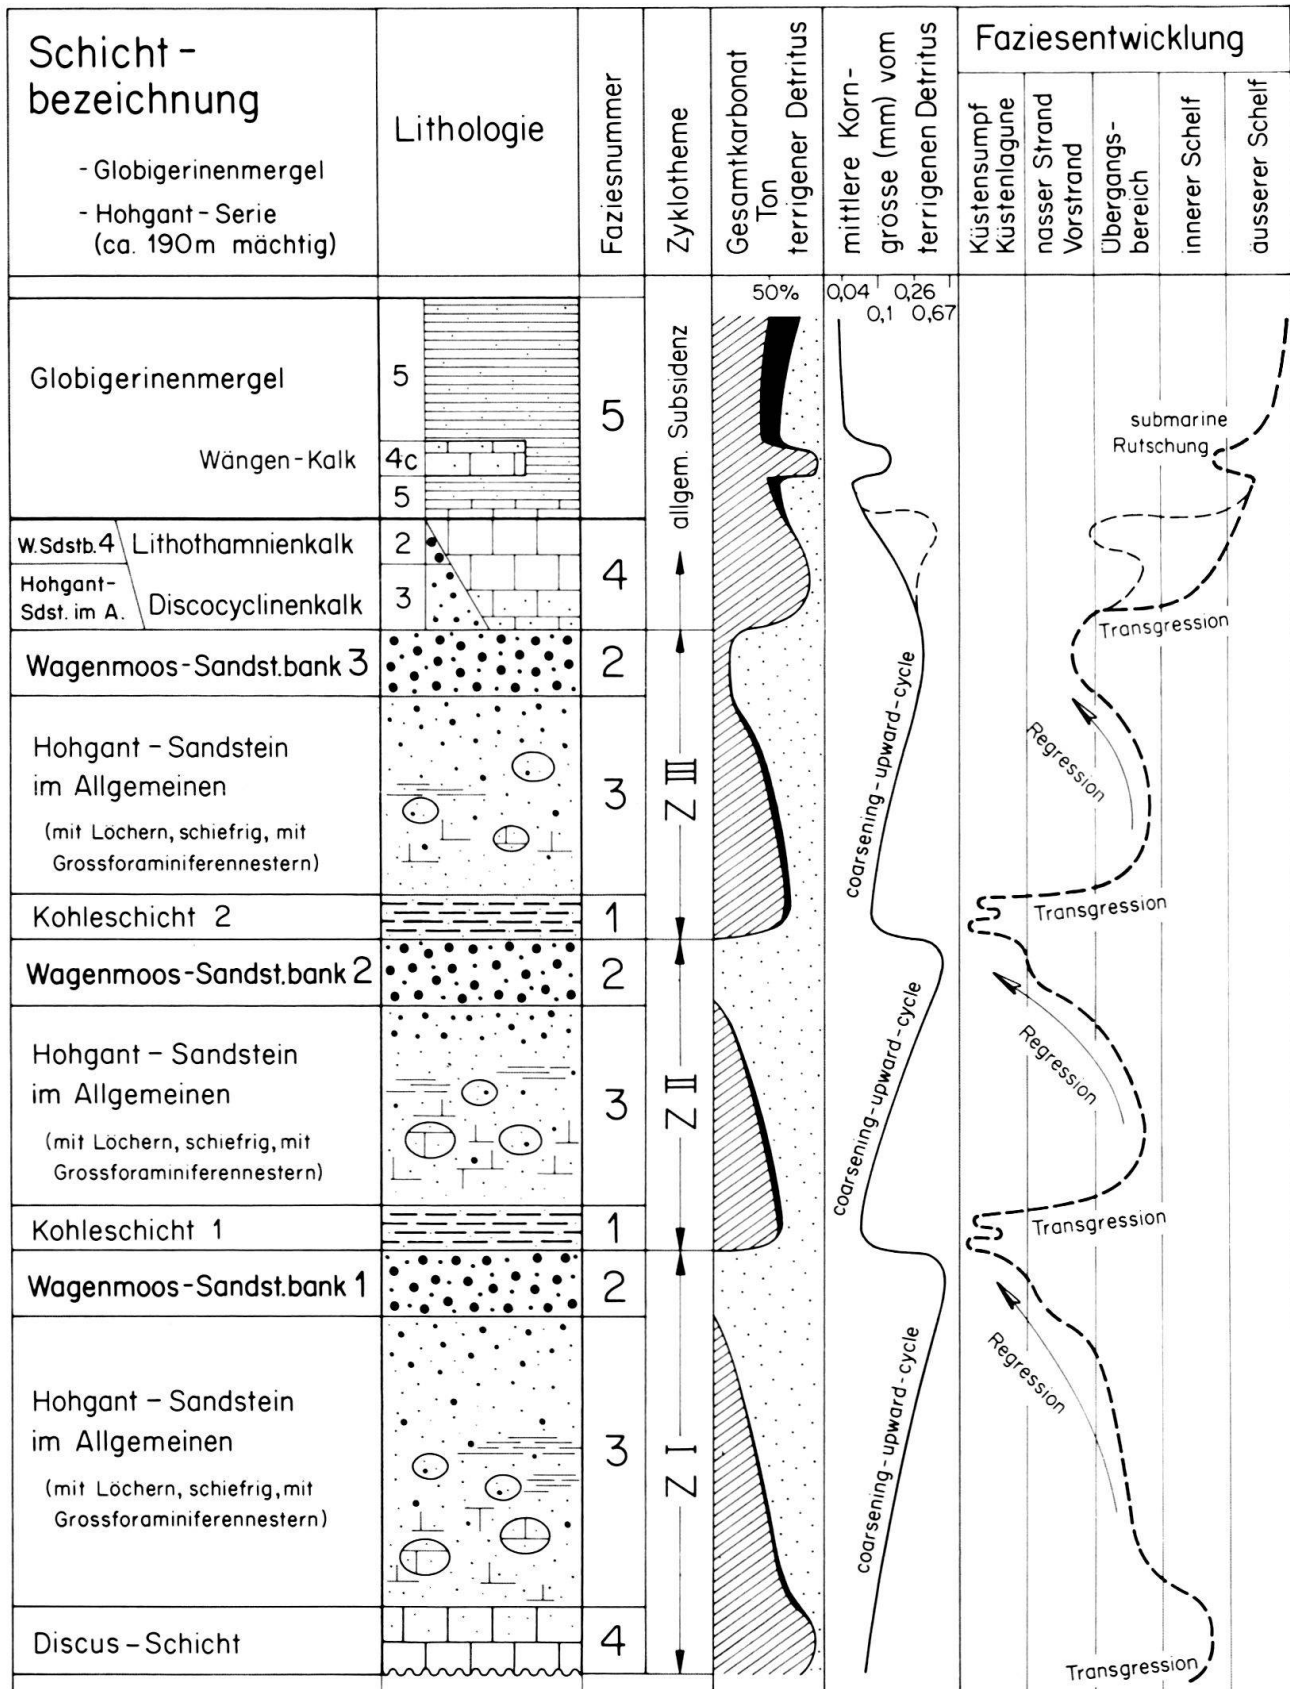 Schicht-
bezeichnung
- Globigerinenmergel
- Hohgant-Serie
(ca. 190m mächtig)
Lithologie
Faziesnummer
Zyklotheme
Gesamtkarbonat
Ton
terrigener Detritus
mittlere Korn-
grösse (mm) vom
terrigenen Detritus
Faziesentwicklung
Küstensumpf
Küstenlagune
nasser Strand
Vorstrand
Übergangs-
bereich
innerer Schelf
äusserer Schelf
50%
0,04 0,26
0,1 0,67
Globigerinenmergel
5
5
allgem. Subsidenz
submarine
Rutschung
Wängen-Kalk
4c
5
W.Sdstb.4
Lithothamnienkalk
2
4
Hohgant-
Sdst. im A.
Discocyclinenkalk
3
Transgression
Wagenmoos-Sandst.bank 3
2
Hohgant-Sandstein
im Allgemeinen
(mit Löchern, schiefrig, mit
Grossforaminiferennestern)
3
Z III
coarsening-upward-cycle
Regression
Kohleschicht 2
1
Transgression
Wagenmoos-Sandst.bank 2
2
Hohgant-Sandstein
im Allgemeinen
(mit Löchern, schiefrig, mit
Grossforaminiferennestern)
3
Z II
coarsening-upward-cycle
Regression
Kohleschicht 1
1
Transgression
Wagenmoos-Sandst.bank 1
2
Hohgant-Sandstein
im Allgemeinen
(mit Löchern, schiefrig, mit
Grossforaminiferennestern)
3
Z I
coarsening-upward-cycle
Regression
Discus-Schicht
4
Transgression